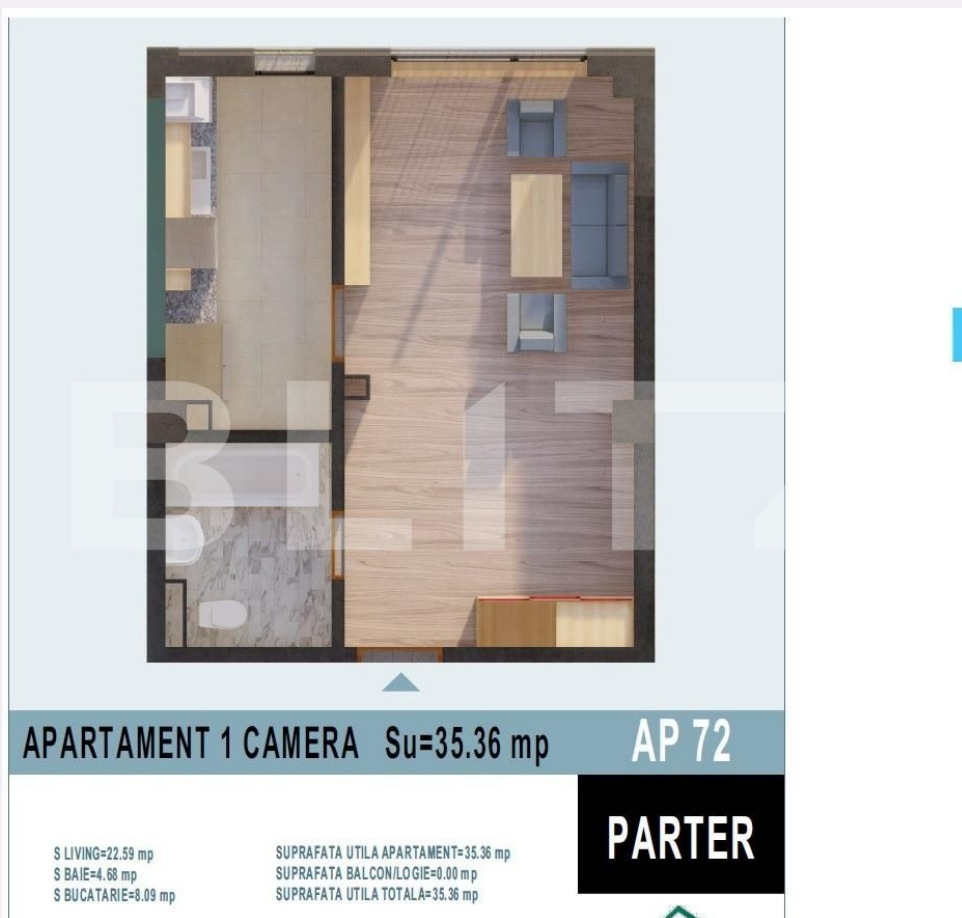 BLITZ
APARTAMENT 1 CAMERA Su=35.36 mp
AP 72
PARTER
S LIVING=22.59 mp
S BAIE=4.68 mp
S BUCATARIE=8.09 mp
SUPRAFATA UTILA APARTAMENT=35.36 mp
SUPRAFATA BALCON/LOGIE=0.00 mp
SUPRAFATA UTILA TOTALA=35.36 mp